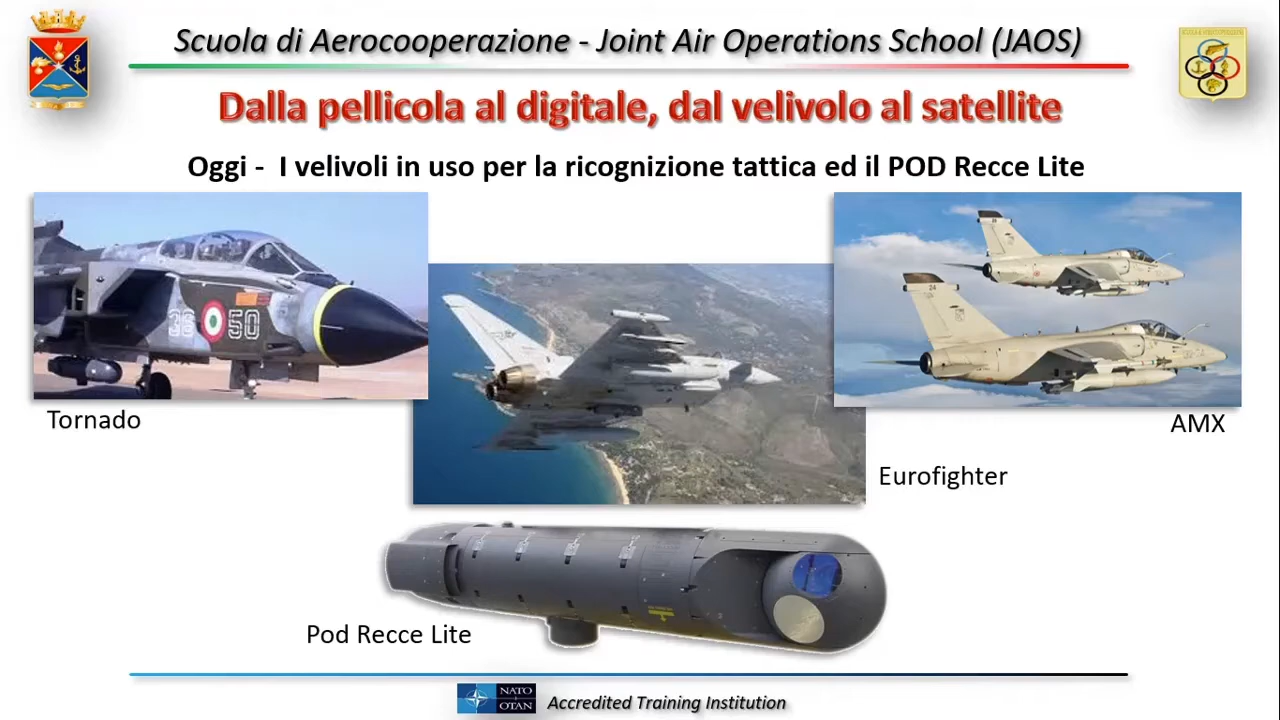 Scuola di Aerocooperazione - Joint Air Operations School (JAOS)
Dalla pellicola al digitale, dal velivolo al satellite
Oggi -  I velivoli in uso per la ricognizione tattica ed il POD Recce Lite
50
24
Tornado
AMX
Eurofighter
Pod Recce Lite
NATO
OTAN
Accredited Training Institution